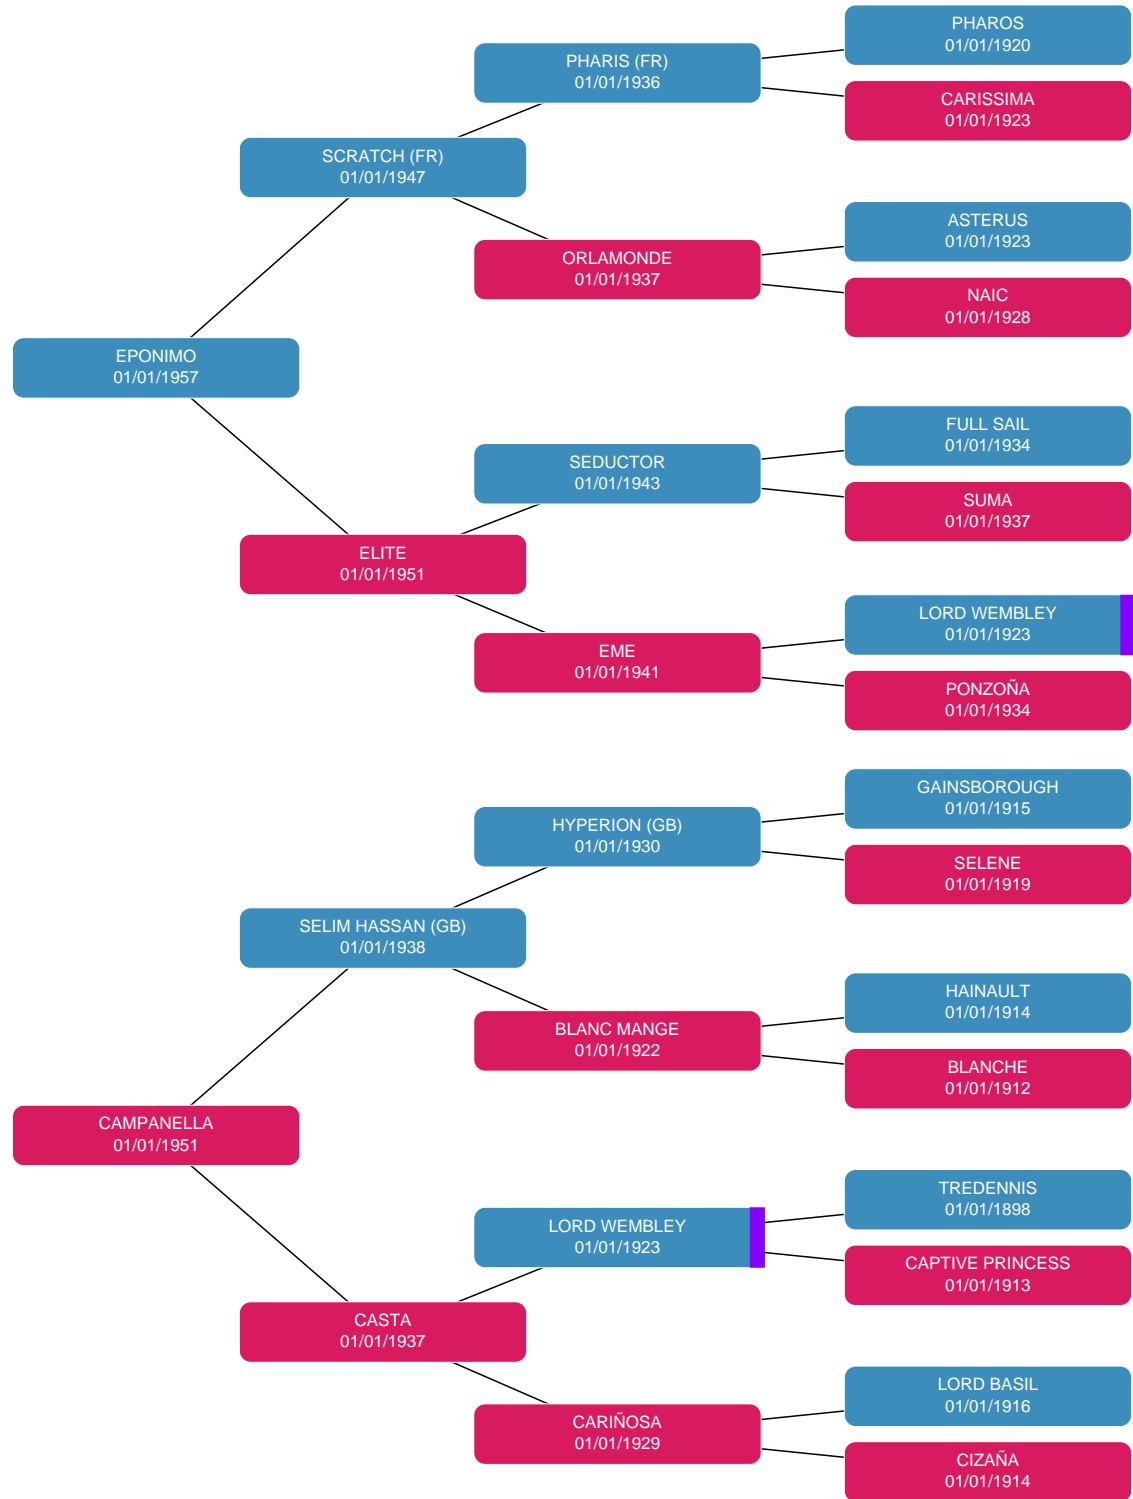 PHAROS
01/01/1920
PHARIS (FR)
01/01/1936
CARISSIMA
01/01/1923
SCRATCH (FR)
01/01/1947
ASTERUS
01/01/1923
ORLAMONDE
01/01/1937
NAIC
01/01/1928
EPONIMO
01/01/1957
FULL SAIL
01/01/1934
SEDUCTOR
01/01/1943
SUMA
01/01/1937
ELITE
01/01/1951
LORD WEMBLEY
01/01/1923
EME
01/01/1941
PONZOÑA
01/01/1934
GAINSBOROUGH
01/01/1915
HYPERION (GB)
01/01/1930
SELENE
01/01/1919
SELIM HASSAN (GB)
01/01/1938
HAINAULT
01/01/1914
BLANC MANGE
01/01/1922
BLANCHE
01/01/1912
CAMPANELLA
01/01/1951
TREDENNIS
01/01/1898
LORD WEMBLEY
01/01/1923
CAPTIVE PRINCESS
01/01/1913
CASTA
01/01/1937
LORD BASIL
01/01/1916
CARIÑOSA
01/01/1929
CIZAÑA
01/01/1914